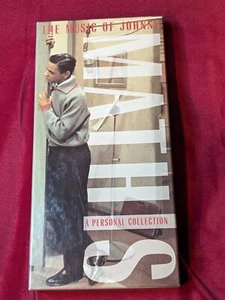 THE MUSIC OF JOHNNY
MATHIS
A PERSONAL COLLECTION